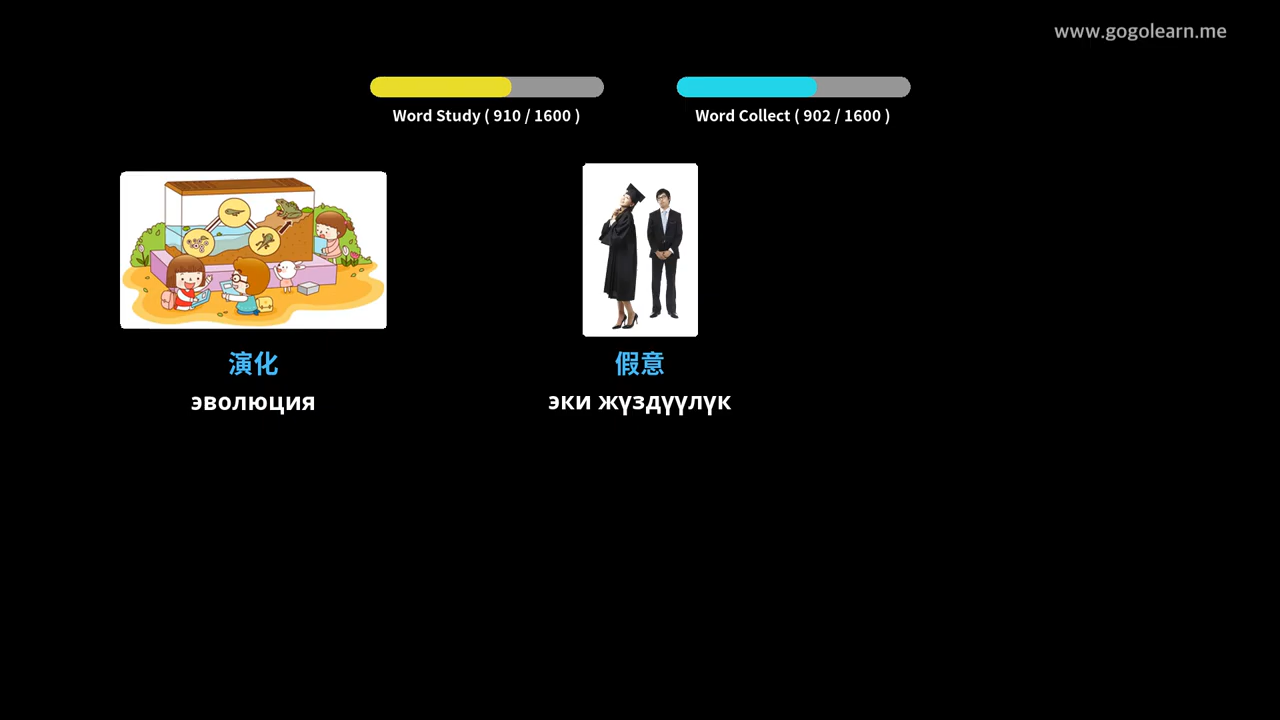 www.gogolearn.me
Word Study ( 910 / 1600 )
Word Collect ( 902 / 1600 )
演化
эволюция
假意
эки жүздүүлүк